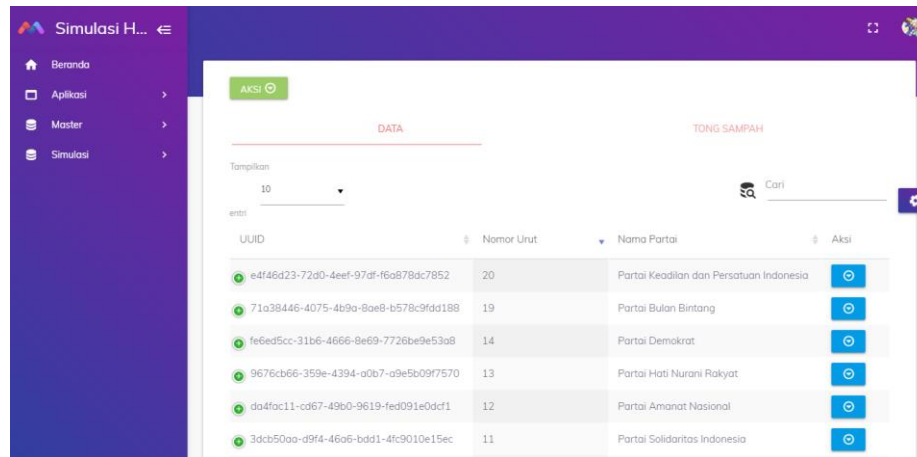 Simulasi H...
Beranda
Aplikasi
Master
Simulasi
AKSI
DATA TONG SAMPAH
Tampilkan
10
Cari
entri
UUID Nomor Urut Nama Partai Aksi
e4f46d23-72d0-4eef-97df-f6a878dc7852 20 Partai Keadilan dan Persatuan Indonesia
71a38446-4075-4b9a-8ae8-b578c9fdd188 19 Partai Bulan Bintang
fe6ed5cc-31b6-4666-8e69-7726be9e53a8 14 Partai Demokrat
9676cb66-359e-4394-a0b7-a9e5b09f7570 13 Partai Hati Nurani Rakyat
da4fac11-cd67-49b0-9619-fed091e0dcf1 12 Partai Amanat Nasional
3dcb50aa-d9f4-46a6-bdd1-4fc9010e15ec 11 Partai Solidaritas Indonesia